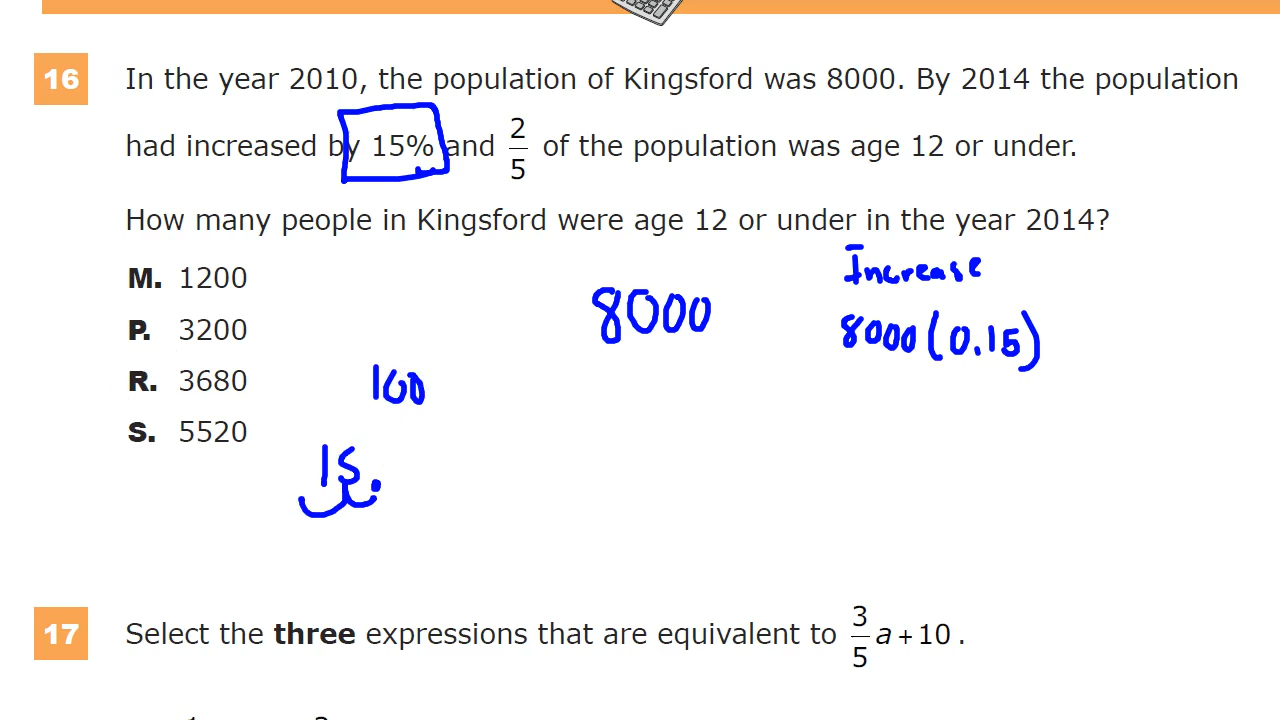 16 In the year 2010, the population of Kingsford was 8000. By 2014 the population
had increased by 15% and 2/5 of the population was age 12 or under.
How many people in Kingsford were age 12 or under in the year 2014?
M. 1200
P. 3200
R. 3680
S. 5520
Increase
8000
8000(0.15)
100
15.
17 Select the three expressions that are equivalent to 3/5 a + 10 .